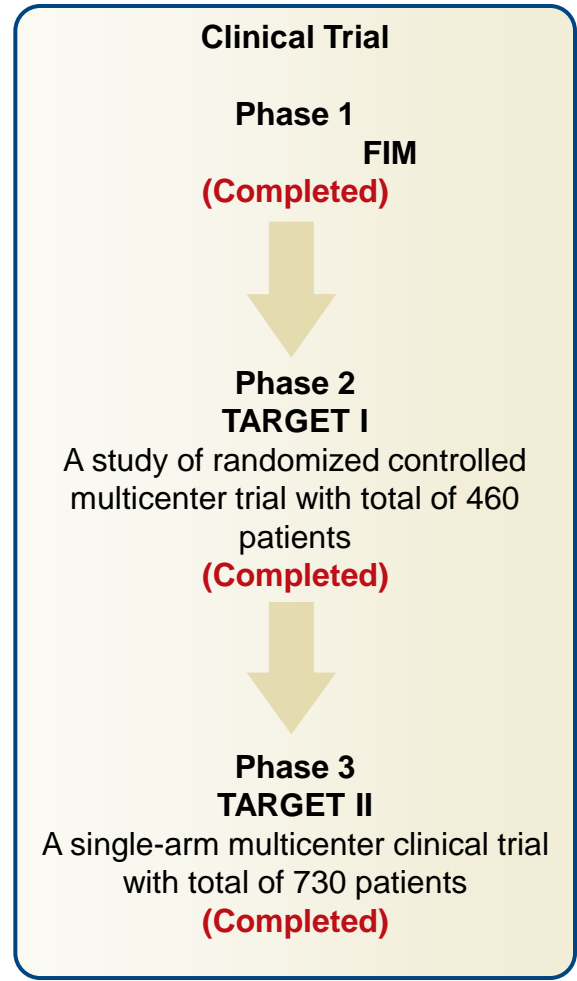 Clinical Trial
Phase 1
FIM
(Completed)
Phase 2
TARGET I
A study of randomized controlled
multicenter trial with total of 460
patients
(Completed)
Phase 3
TARGET II
A single-arm multicenter clinical trial
with total of 730 patients
(Completed)